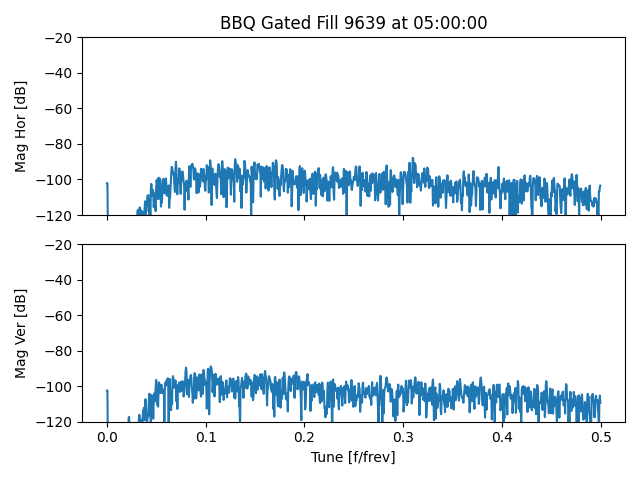 BBQ Gated Fill 9639 at 05:00:00
Mag Hor [dB]
−20
−40
−60
−80
−100
−120
Mag Ver [dB]
−20
−40
−60
−80
−100
−120
0.0 0.1 0.2 0.3 0.4 0.5
Tune [f/frev]